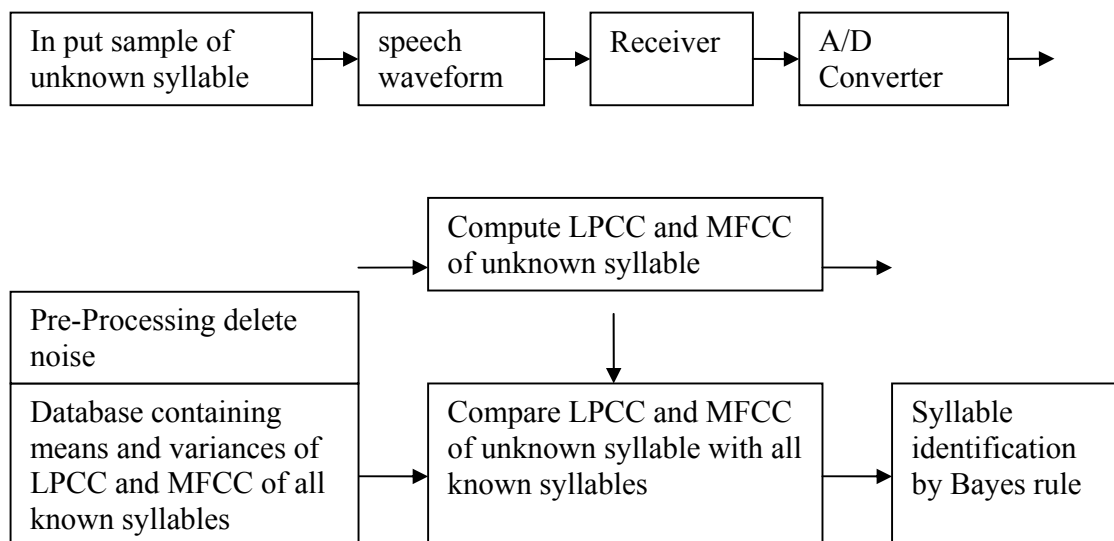 In put sample of
unknown syllable
speech
waveform
Receiver
A/D
Converter
Compute LPCC and MFCC
of unknown syllable
Pre-Processing delete
noise
Database containing
means and variances of
LPCC and MFCC of all
known syllables
Compare LPCC and MFCC
of unknown syllable with all
known syllables
Syllable
identification
by Bayes rule